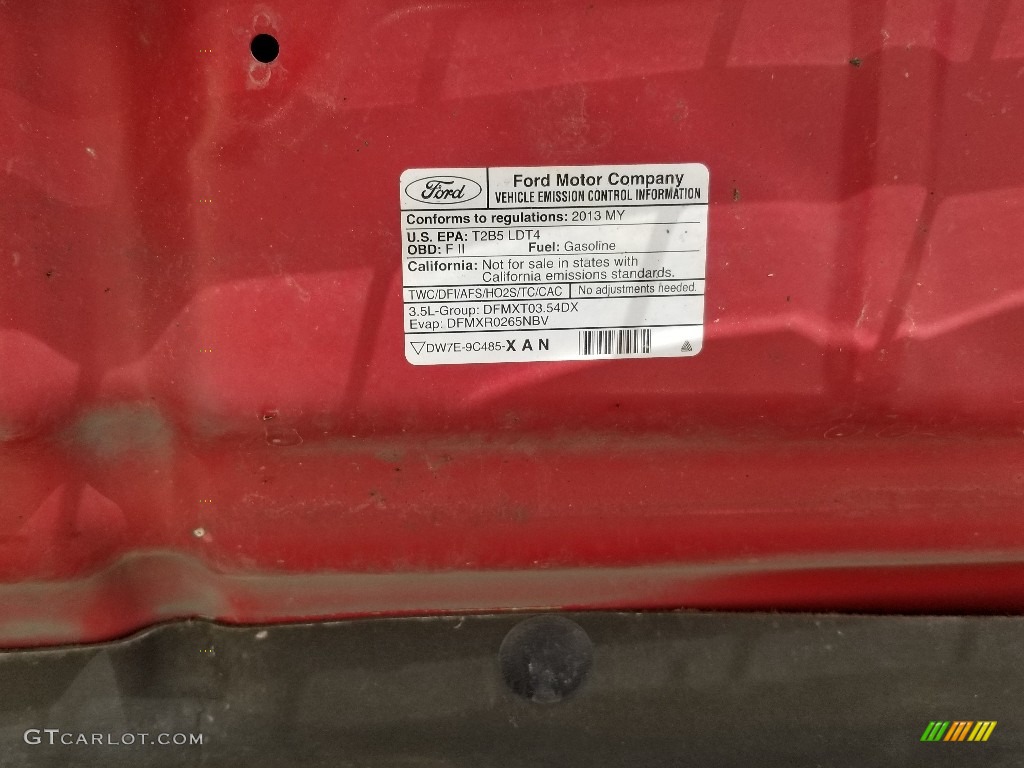 Ford
Ford Motor Company
VEHICLE EMISSION CONTROL INFORMATION
Conforms to regulations: 2013 MY
U.S. EPA: T2B5 LDT4
OBD: F II Fuel: Gasoline
California: Not for sale in states with
California emissions standards.
TWC/DFI/AFS/HO2S/TC/CAC No adjustments needed.
3.5L-Group: DFMXT03.54DX
Evap: DFMXR0265NBV
▽DW7E-9C485-X A N
GTCARLOT.COM